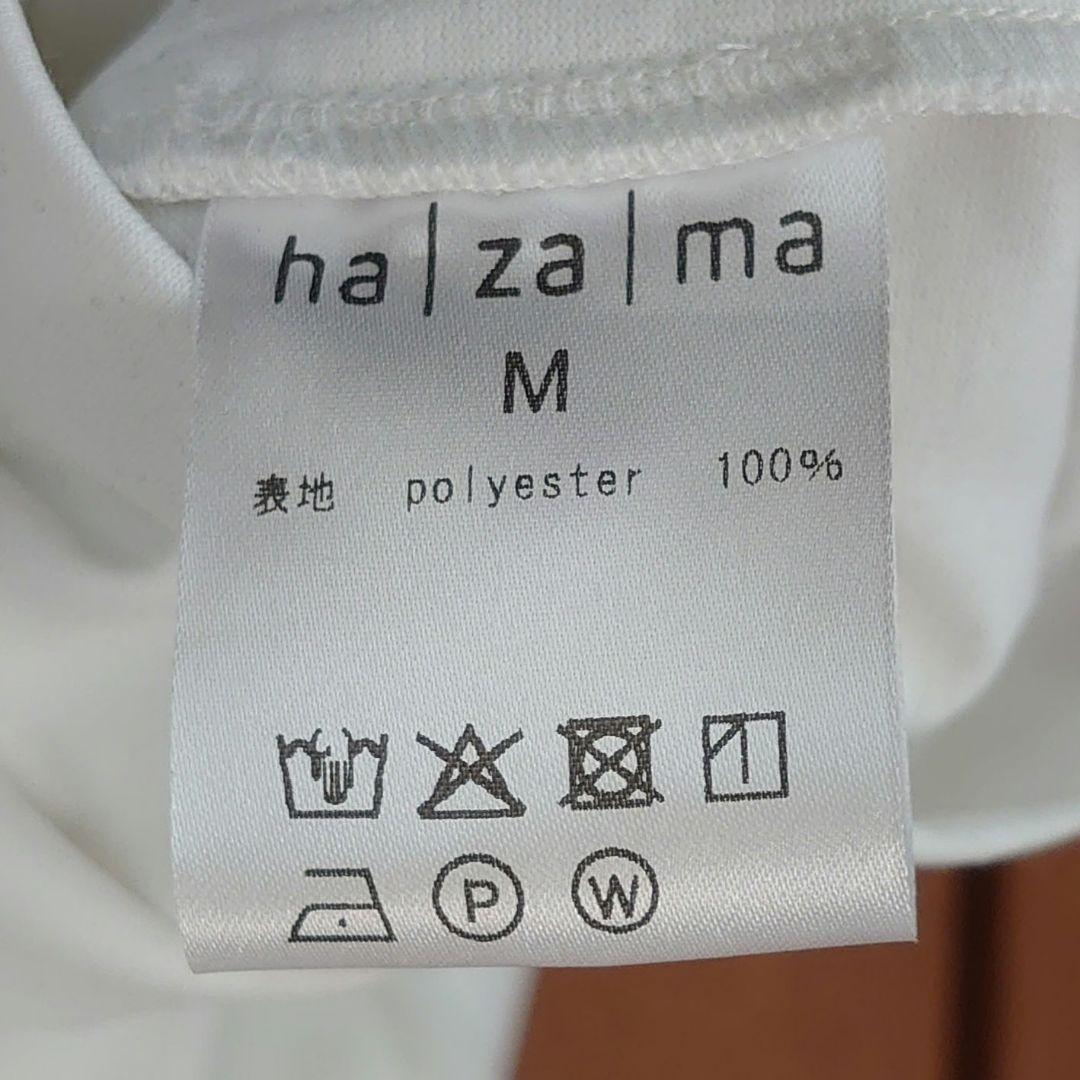 ha|za|ma
M
表地 polyester 100%
P W